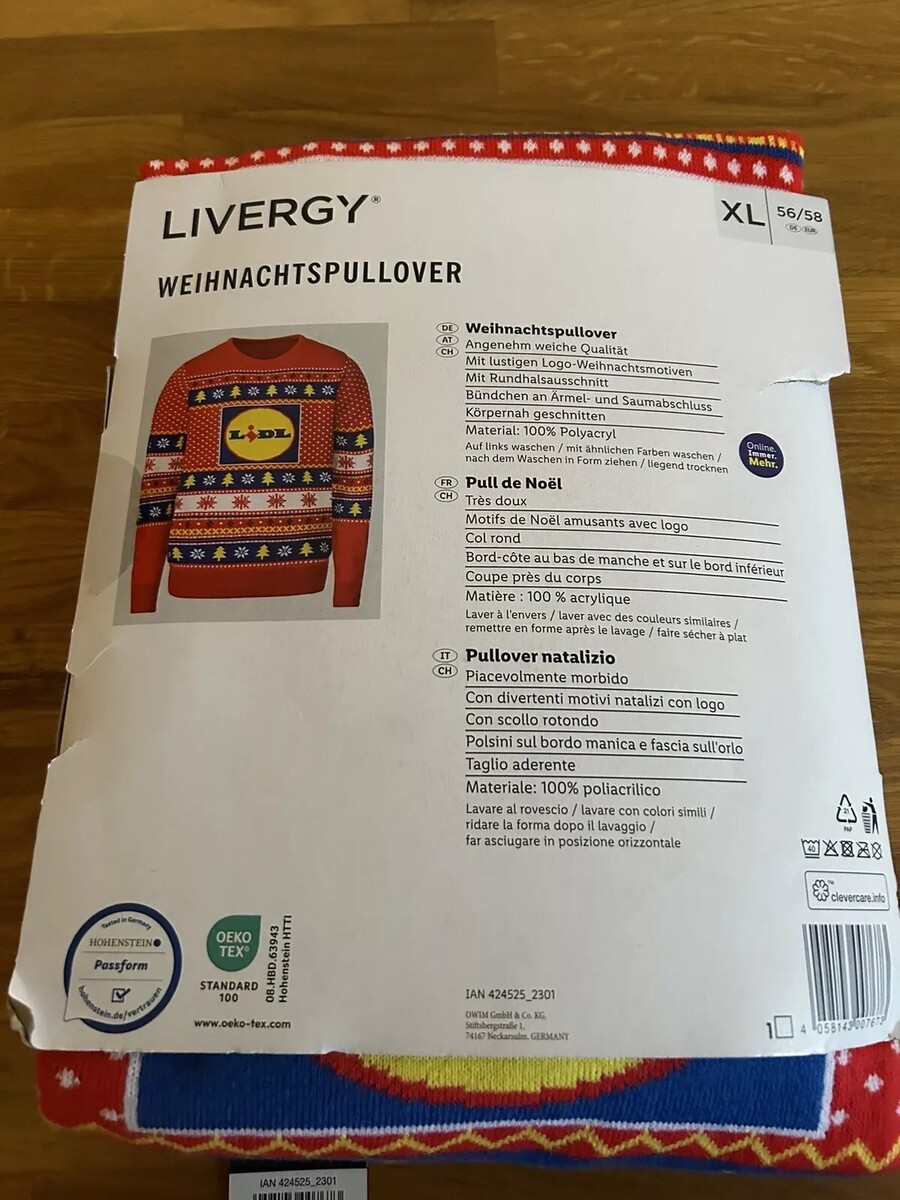 LIVERGY®
XL 56/58
DE EUR
WEIHNACHTSPULLOVER
LIDL
DE AT CH
Weihnachtspullover
Angenehm weiche Qualität
Mit lustigen Logo-Weihnachtsmotiven
Mit Rundhalsausschnitt
Bündchen an Ärmel- und Saumabschluss
Körpernah geschnitten
Material: 100% Polyacryl
Auf links waschen / mit ähnlichen Farben waschen /
nach dem Waschen in Form ziehen / liegend trocknen
Online.
Immer.
Mehr.
FR CH
Pull de Noël
Très doux
Motifs de Noël amusants avec logo
Col rond
Bord-côte au bas de manche et sur le bord inférieur
Coupe près du corps
Matière : 100 % acrylique
Laver à l'envers / laver avec des couleurs similaires /
remettre en forme après le lavage / faire sécher à plat
IT CH
Pullover natalizio
Piacevolmente morbido
Con divertenti motivi natalizi con logo
Con scollo rotondo
Polsini sul bordo manica e fascia sull'orlo
Taglio aderente
Materiale: 100% poliacrilico
Lavare al rovescio / lavare con colori simili /
ridare la forma dopo il lavaggio /
far asciugare in posizione orizzontale
21
PAP
40
™
clevercare.info
Tested in Germany
HOHENSTEIN
Passform
hohenstein.de/vertrauen
OEKO
TEX®
STANDARD
100
08.HBD.63943
Hohenstein HTTI
www.oeko-tex.com
IAN 424525_2301
OWIM GmbH & Co. KG.
Stiftsbergstraße 1.
74167 Neckarsulm, GERMANY
1
4 058143 007673
IAN 424525_2301